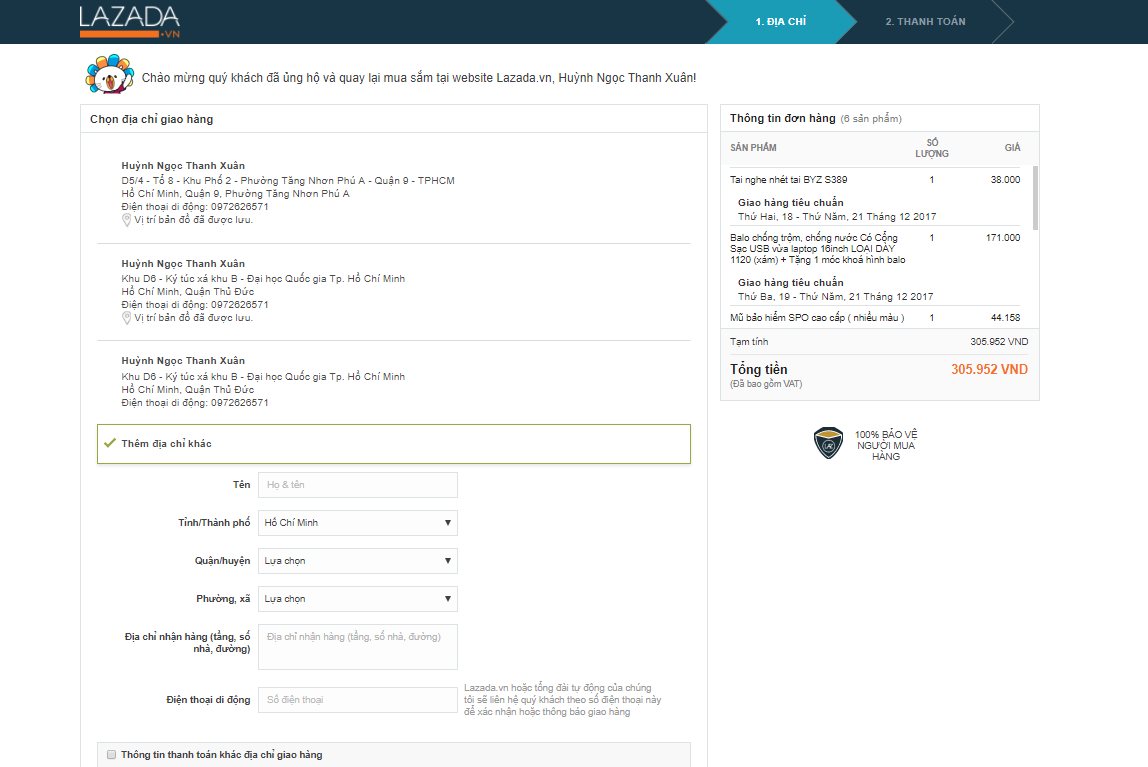 LAZADA
.VN
1. ĐỊA CHỈ
2. THANH TOÁN
Chào mừng quý khách đã ủng hộ và quay lại mua sắm tại website Lazada.vn, Huỳnh Ngọc Thanh Xuân!
Chọn địa chỉ giao hàng
Huỳnh Ngọc Thanh Xuân
D5/4 - Tổ 8 - Khu Phố 2 - Phường Tăng Nhơn Phú A - Quận 9 - TPHCM
Hồ Chí Minh, Quận 9, Phường Tăng Nhơn Phú A
Điện thoại di động: 0972626571
Vị trí bản đồ đã được lưu.
Huỳnh Ngọc Thanh Xuân
Khu D6 - Ký túc xá khu B - Đại học Quốc gia Tp. Hồ Chí Minh
Hồ Chí Minh, Quận Thủ Đức
Điện thoại di động: 0972626571
Vị trí bản đồ đã được lưu.
Huỳnh Ngọc Thanh Xuân
Khu D6 - Ký túc xá khu B - Đại học Quốc gia Tp. Hồ Chí Minh
Hồ Chí Minh, Quận Thủ Đức
Điện thoại di động: 0972626571
Thêm địa chỉ khác
Tên Họ & tên
Tỉnh/Thành phố Hồ Chí Minh
Quận/huyện Lựa chọn
Phường, xã Lựa chọn
Địa chỉ nhận hàng (tầng, số
nhà, đường)
Địa chỉ nhận hàng (tầng, số nhà, đường)
Điện thoại di động Số điện thoại
Lazada.vn hoặc tổng đài tự động của chúng
tôi sẽ liên hệ quý khách theo số điện thoại này
để xác nhận hoặc thông báo giao hàng
Thông tin thanh toán khác địa chỉ giao hàng
Thông tin đơn hàng (6 sản phẩm)
SẢN PHẨM SỐ LƯỢNG GIÁ
Tai nghe nhét tai BYZ S389 1 38.000
Giao hàng tiêu chuẩn
Thứ Hai, 18 - Thứ Năm, 21 Tháng 12 2017
Balo chống trộm, chống nước Có Cổng 1 171.000
Sạc USB vừa laptop 16inch LOẠI DÀY
1120 (xám) + Tặng 1 móc khoá hình balo
Giao hàng tiêu chuẩn
Thứ Ba, 19 - Thứ Năm, 21 Tháng 12 2017
Mũ bảo hiểm SPO cao cấp ( nhiều màu ) 1 44.158
Tạm tính 305.952 VND
Tổng tiền 305.952 VND
(Đã bao gồm VAT)
100% BẢO VỆ
NGƯỜI MUA
HÀNG